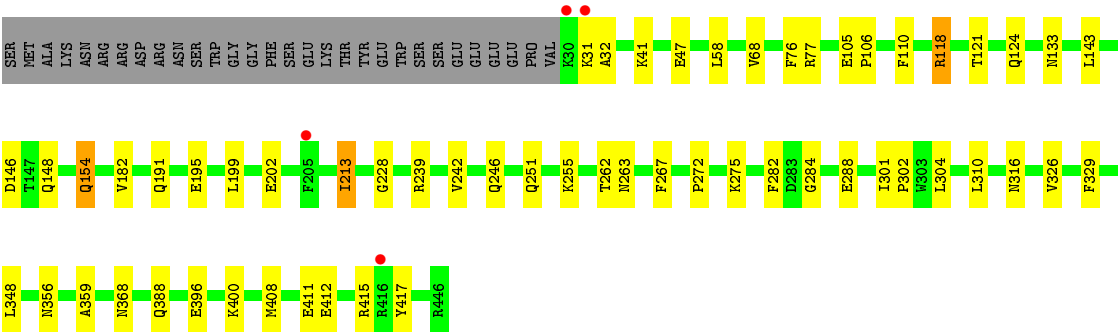 SER MET ALA LYS ASN ARG ARG ASP ARG ASN SER TRP GLY GLY PHE SER GLU LYS THR TYR GLU TRP SER SER GLU GLU GLU GLU PRO VAL K30 K31 A32 K41 E47 L58 V68 F76 R77 E105 P106 F110 R118 T121 Q124 N133 L143
D146 T147 Q148 Q154 V182 Q191 E195 L199 E202 F205 I213 G228 R239 V242 Q246 Q251 K255 T262 N263 F267 P272 K275 F282 D283 G284 E288 I301 P302 W303 L304 L310 N316 V326 F329
L348 N356 A359 N368 Q388 E396 K400 M408 E411 E412 R415 R416 Y417 R446